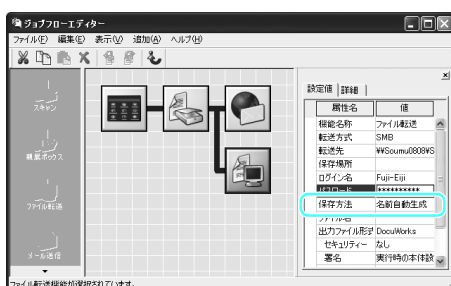 ジョブフローエディター
ファイル(F) 編集(E) 表示(V) 追加(A) ヘルプ(H)
スキャン
親展ボックス
ファイル転送
メール送信
設定値 詳細
属性名 値
機能名称 ファイル転送
転送方式 SMB
転送先 ¥¥Soumu0808¥S
保存場所
ログイン名 Fuji-Eiji
パスワード **********
保存方法 名前自動生成
ファイル名
出力ファイル形式 DocuWorks
セキュリティー なし
署名 実行時の本体設
ファイル転送機能が選択されています。